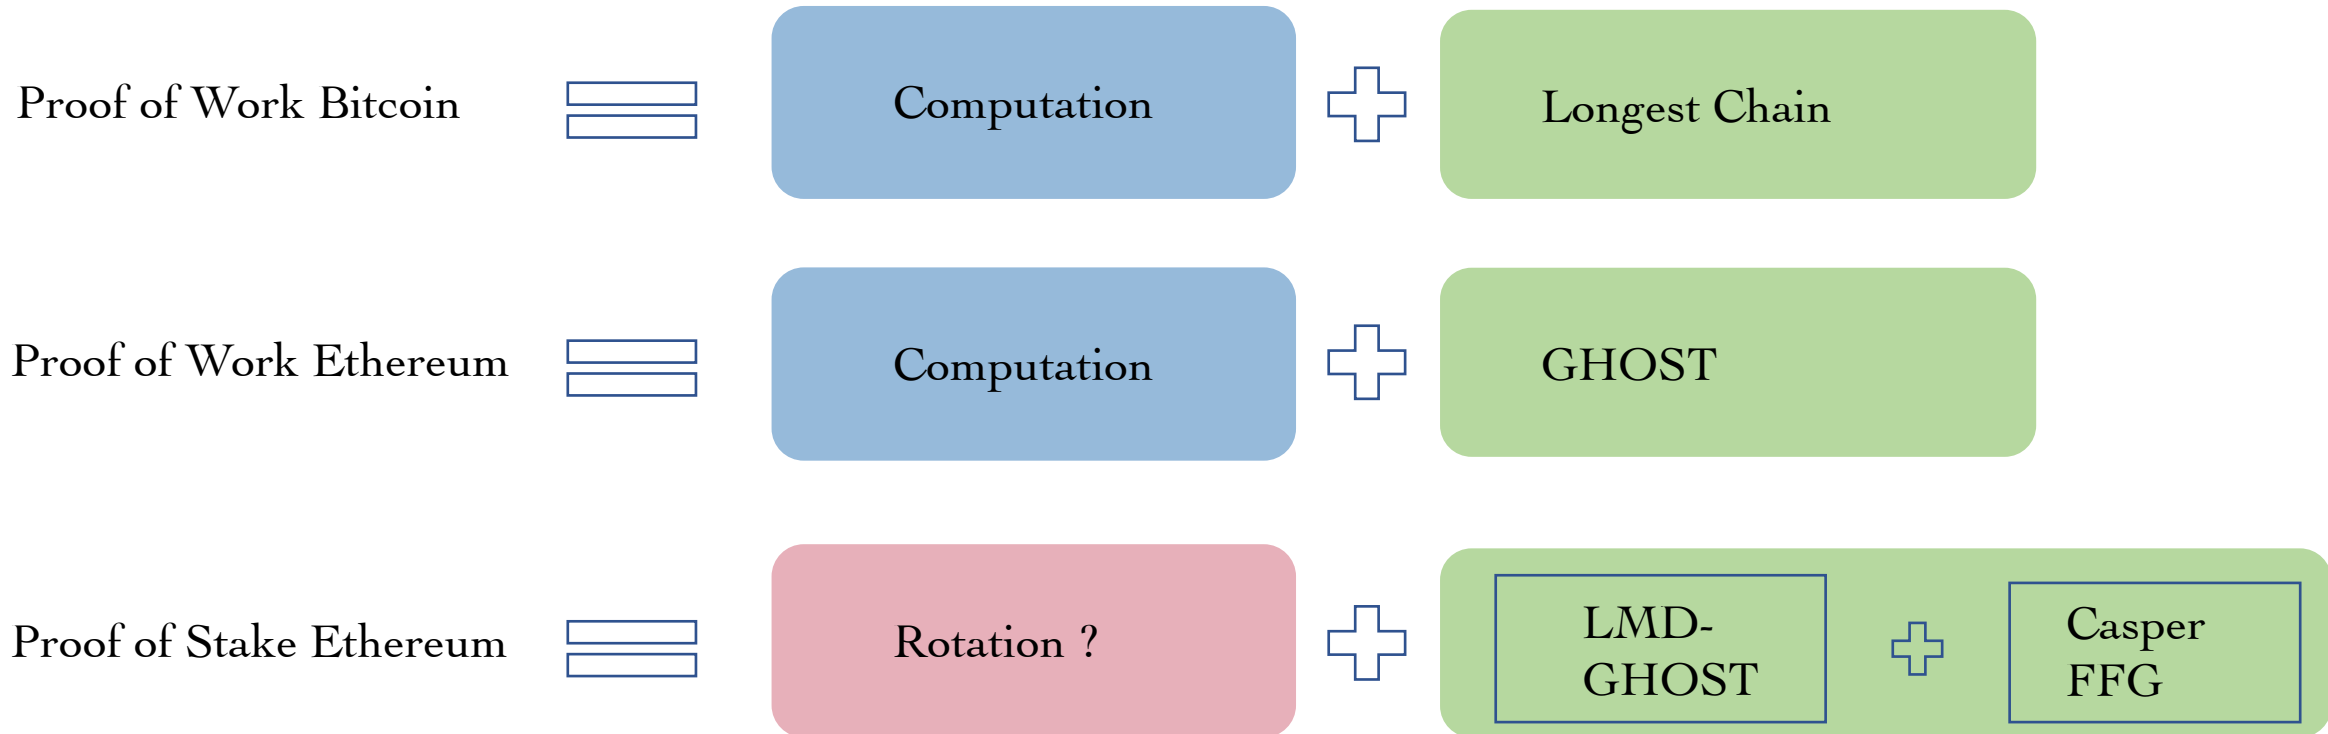 Proof of Work Bitcoin
Computation
Longest Chain
Proof of Work Ethereum
Computation
GHOST
Proof of Stake Ethereum
Rotation ?
LMD-
GHOST
Casper
FFG